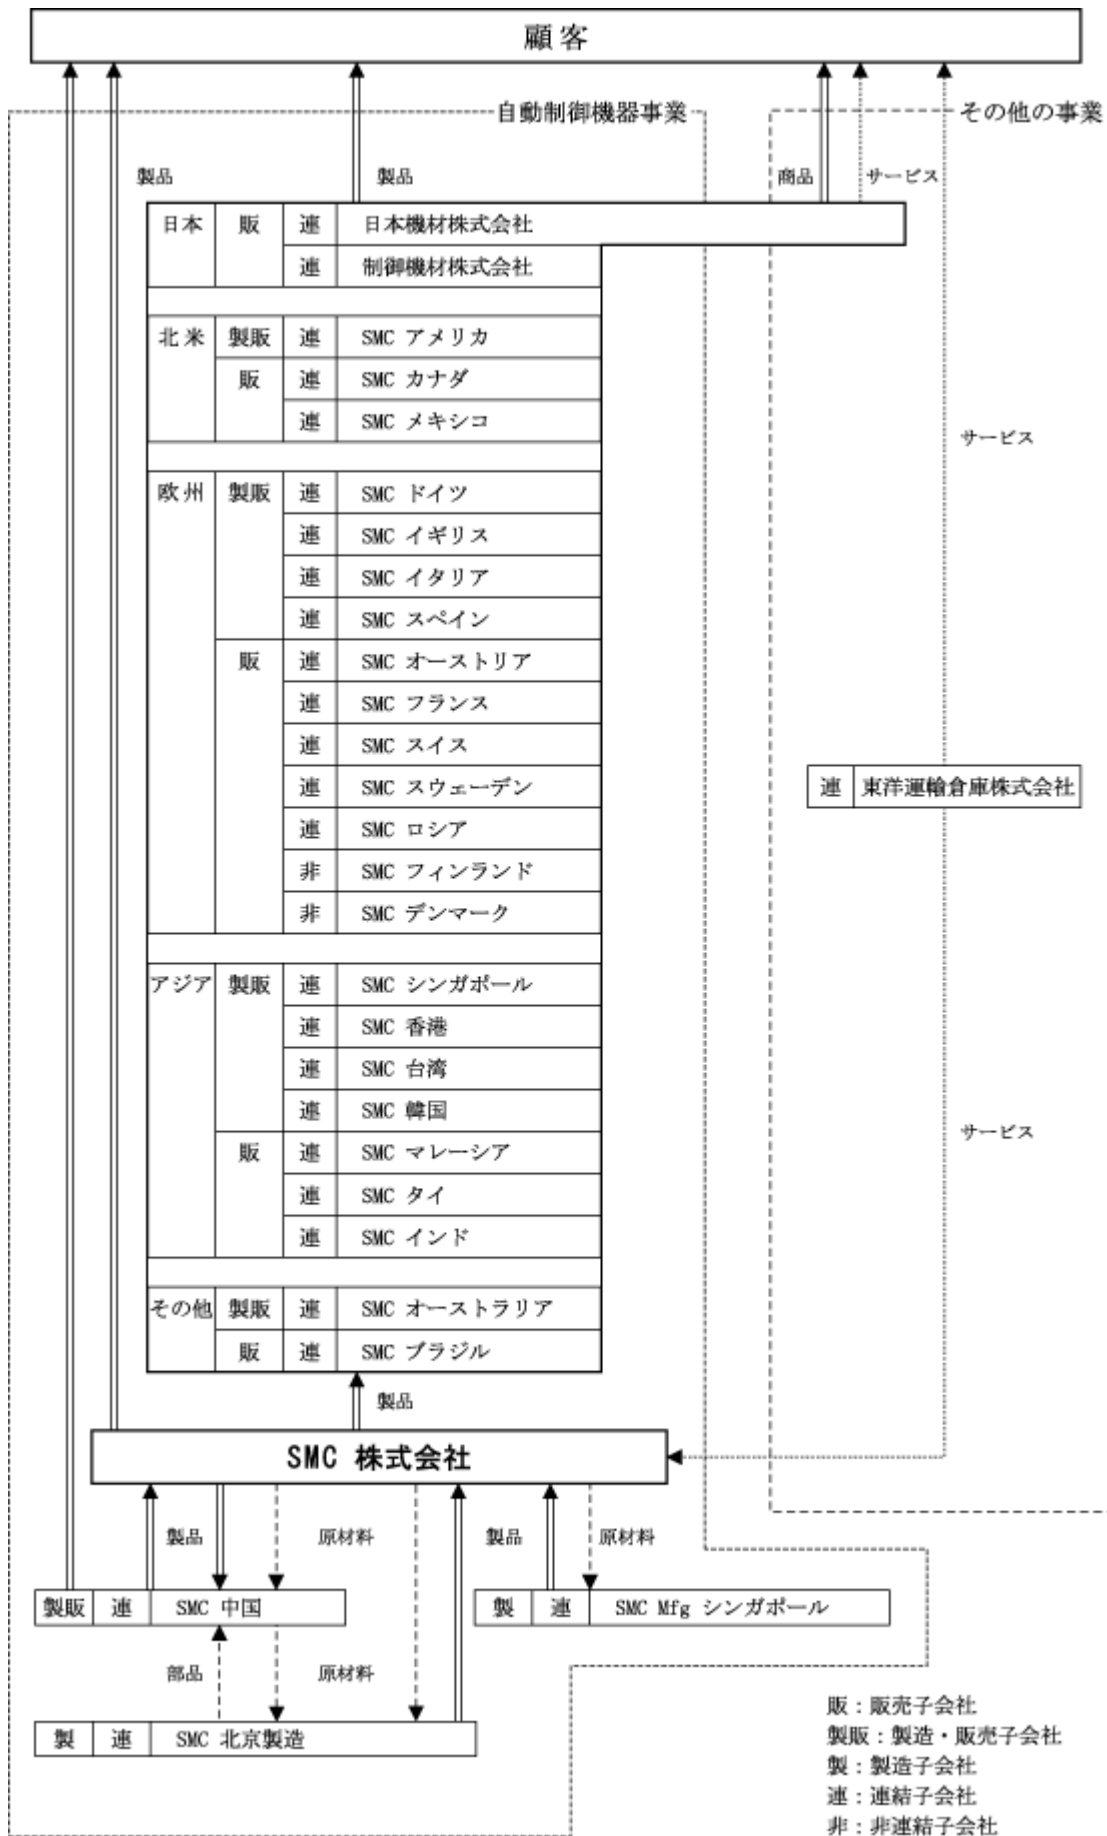 顧客
自動制御機器事業
その他の事業
製品
製品
商品
サービス
日本 販 連 日本機材株式会社
連 制御機材株式会社
北米 製販 連 SMC アメリカ
販 連 SMC カナダ
連 SMC メキシコ
サービス
欧州 製販 連 SMC ドイツ
連 SMC イギリス
連 SMC イタリア
連 SMC スペイン
販 連 SMC オーストリア
連 SMC フランス
連 SMC スイス
連 SMC スウェーデン
連 東洋運輸倉庫株式会社
連 SMC ロシア
非 SMC フィンランド
非 SMC デンマーク
アジア 製販 連 SMC シンガポール
連 SMC 香港
連 SMC 台湾
連 SMC 韓国
販 連 SMC マレーシア
サービス
連 SMC タイ
連 SMC インド
その他 製販 連 SMC オーストラリア
販 連 SMC ブラジル
製品
SMC 株式会社
製品
原材料
製品
原材料
製販 連 SMC 中国
製 連 SMC Mfg シンガポール
部品
原材料
製 連 SMC 北京製造
販：販売子会社
製販：製造・販売子会社
製：製造子会社
連：連結子会社
非：非連結子会社